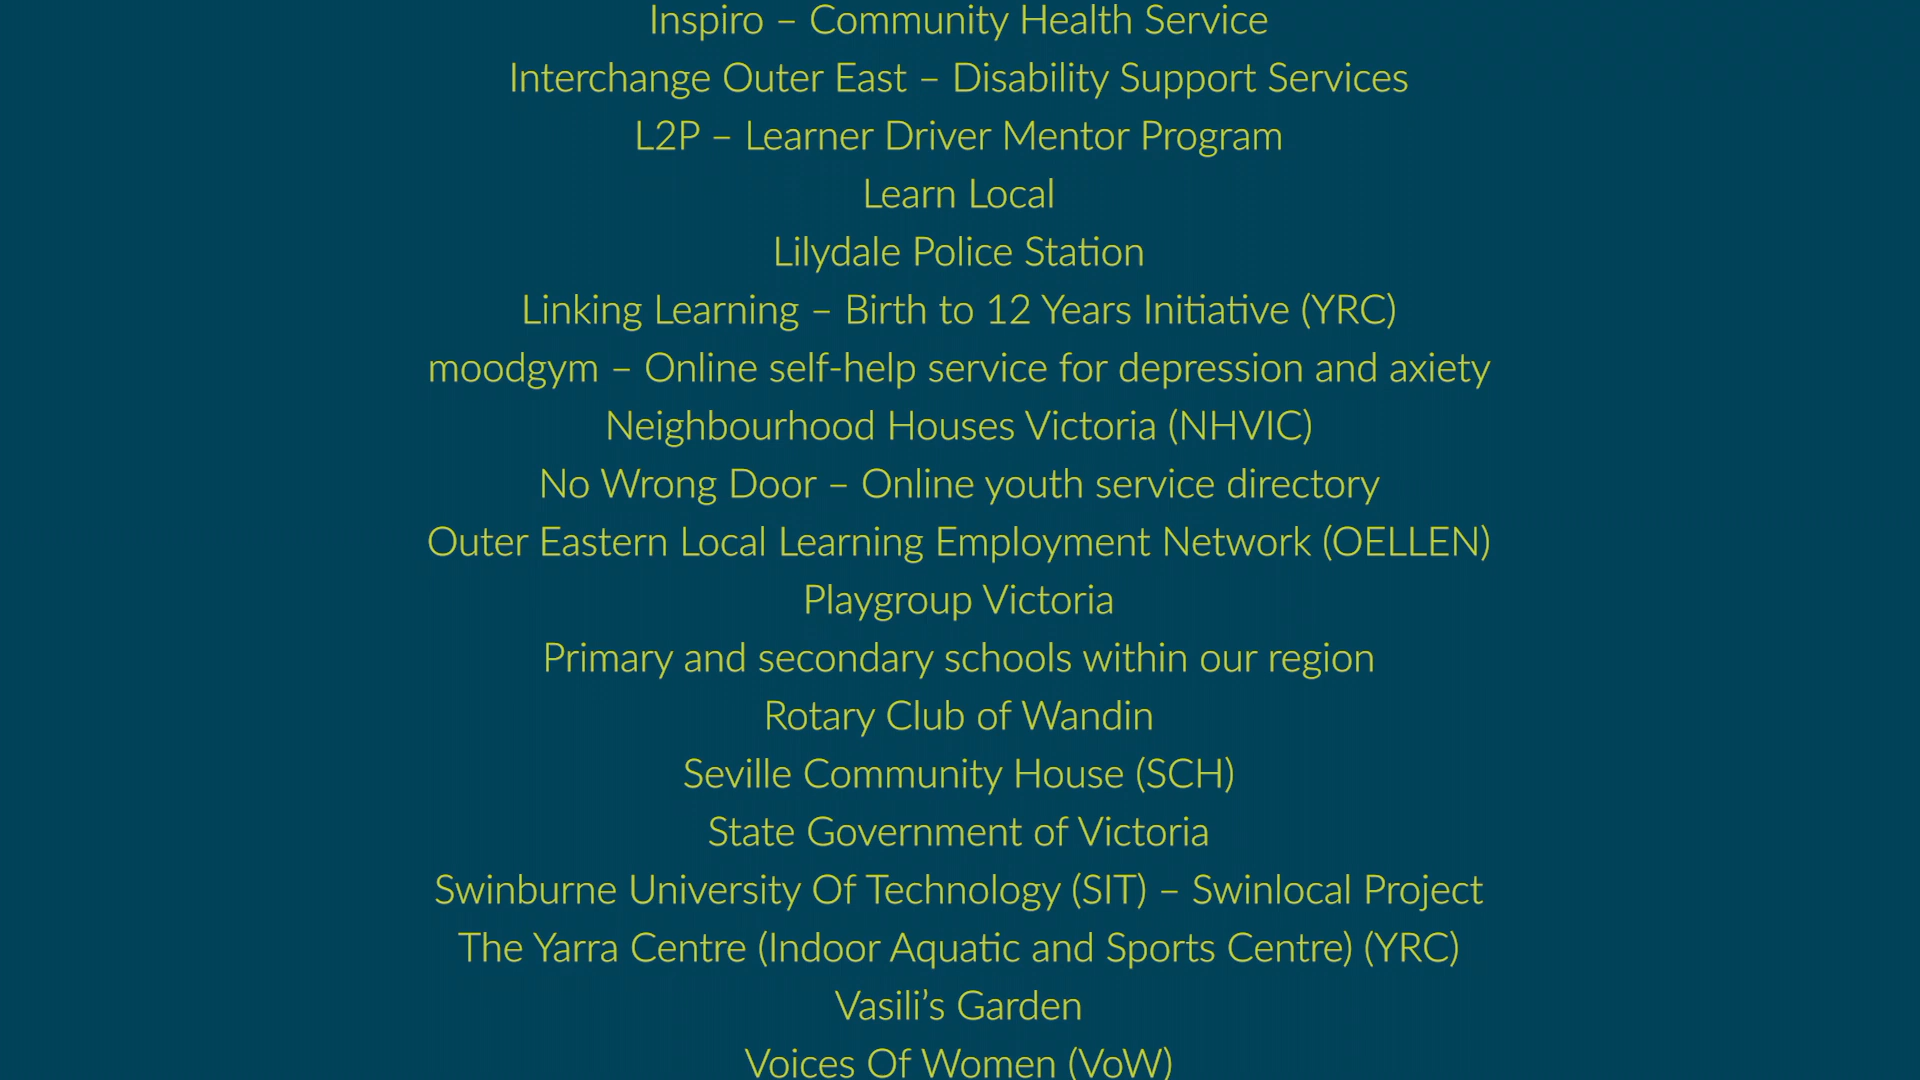 Inspiro – Community Health Service
Interchange Outer East – Disability Support Services
L2P – Learner Driver Mentor Program
Learn Local
Lilydale Police Station
Linking Learning – Birth to 12 Years Initiative (YRC)
moodgym – Online self-help service for depression and axiety
Neighbourhood Houses Victoria (NHVIC)
No Wrong Door – Online youth service directory
Outer Eastern Local Learning Employment Network (OELLEN)
Playgroup Victoria
Primary and secondary schools within our region
Rotary Club of Wandin
Seville Community House (SCH)
State Government of Victoria
Swinburne University Of Technology (SIT) – Swinlocal Project
The Yarra Centre (Indoor Aquatic and Sports Centre) (YRC)
Vasili’s Garden
Voices Of Women (VoW)